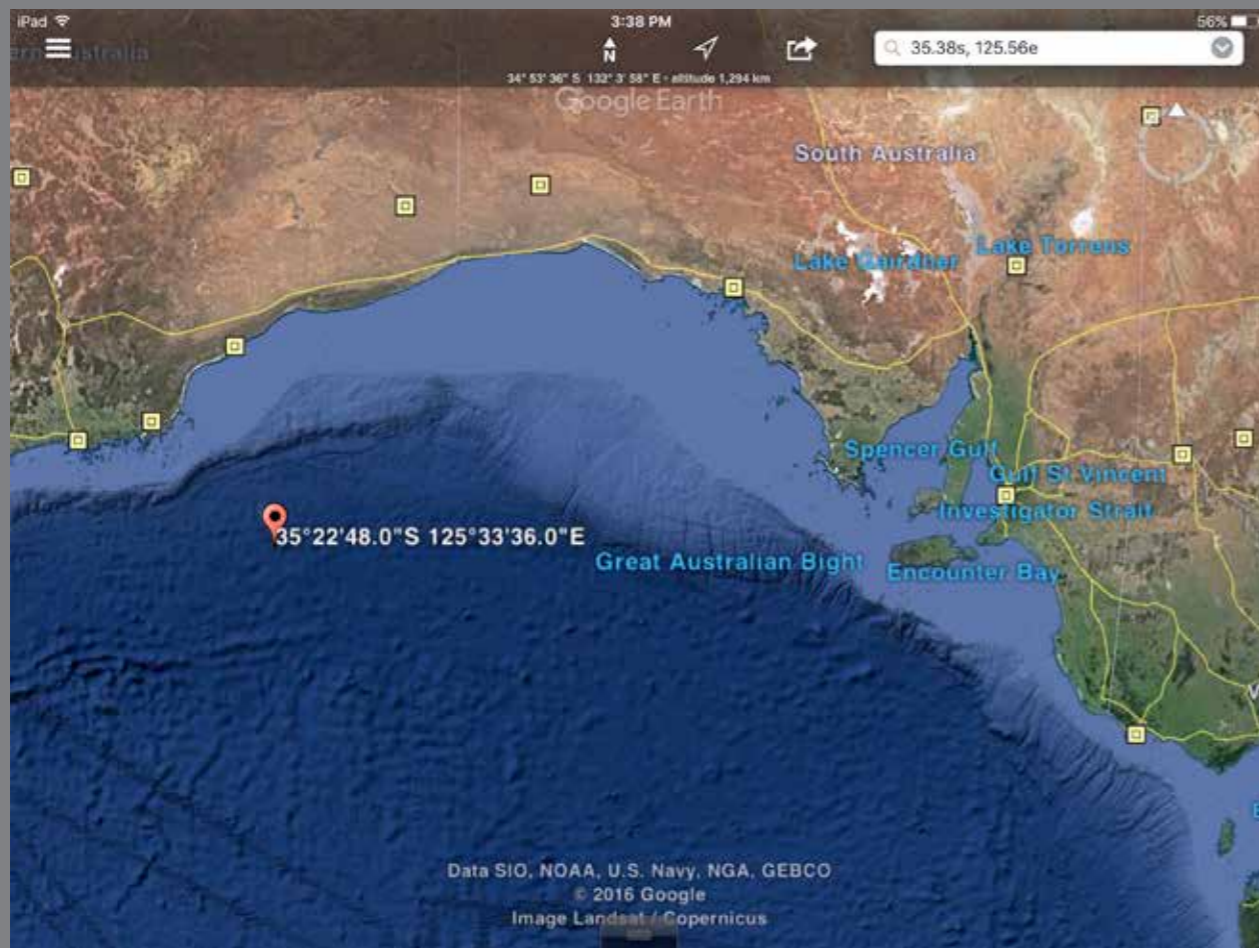 iPad 3:38 PM 56%
ern Australia
N
35.38s, 125.56e
34° 53' 36" S 132° 3' 58" E - altitude 1,294 km
Google Earth
South Australia
Lake Torrens
Lake Gairdner
Spencer Gulf
Gulf St Vincent
Investigator Strait
35°22'48.0"S 125°33'36.0"E
Great Australian Bight
Encounter Bay
Data SIO, NOAA, U.S. Navy, NGA, GEBCO
© 2016 Google
Image Landsat / Copernicus